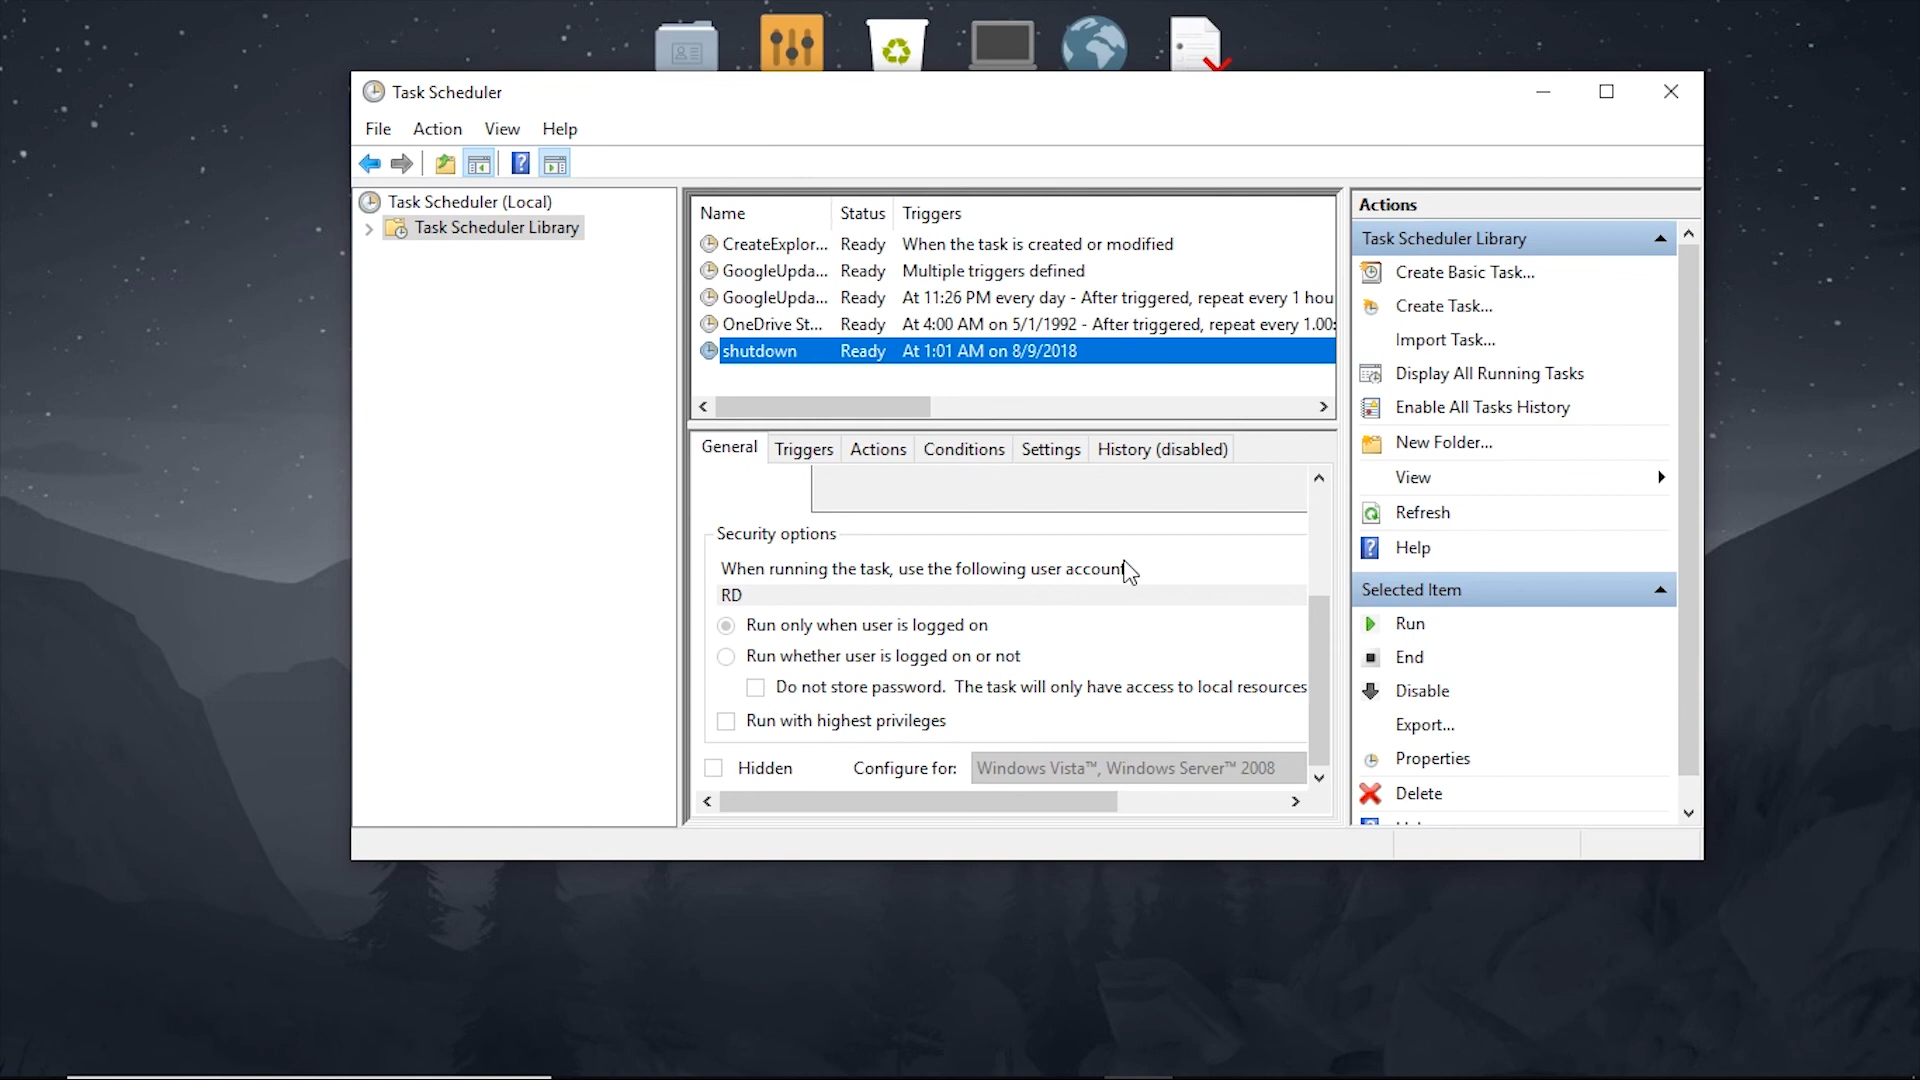 Task Scheduler
File Action View Help
Task Scheduler (Local)
Task Scheduler Library
Name Status Triggers
CreateExplor... Ready When the task is created or modified
GoogleUpda... Ready Multiple triggers defined
GoogleUpda... Ready At 11:26 PM every day - After triggered, repeat every 1 hou
OneDrive St... Ready At 4:00 AM on 5/1/1992 - After triggered, repeat every 1.00:
shutdown Ready At 1:01 AM on 8/9/2018
General Triggers Actions Conditions Settings History (disabled)
Security options
When running the task, use the following user account
RD
Run only when user is logged on
Run whether user is logged on or not
Do not store password. The task will only have access to local resources
Run with highest privileges
Hidden Configure for: Windows Vista™, Windows Server™ 2008
Actions
Task Scheduler Library
Create Basic Task...
Create Task...
Import Task...
Display All Running Tasks
Enable All Tasks History
New Folder...
View
Refresh
Help
Selected Item
Run
End
Disable
Export...
Properties
Delete